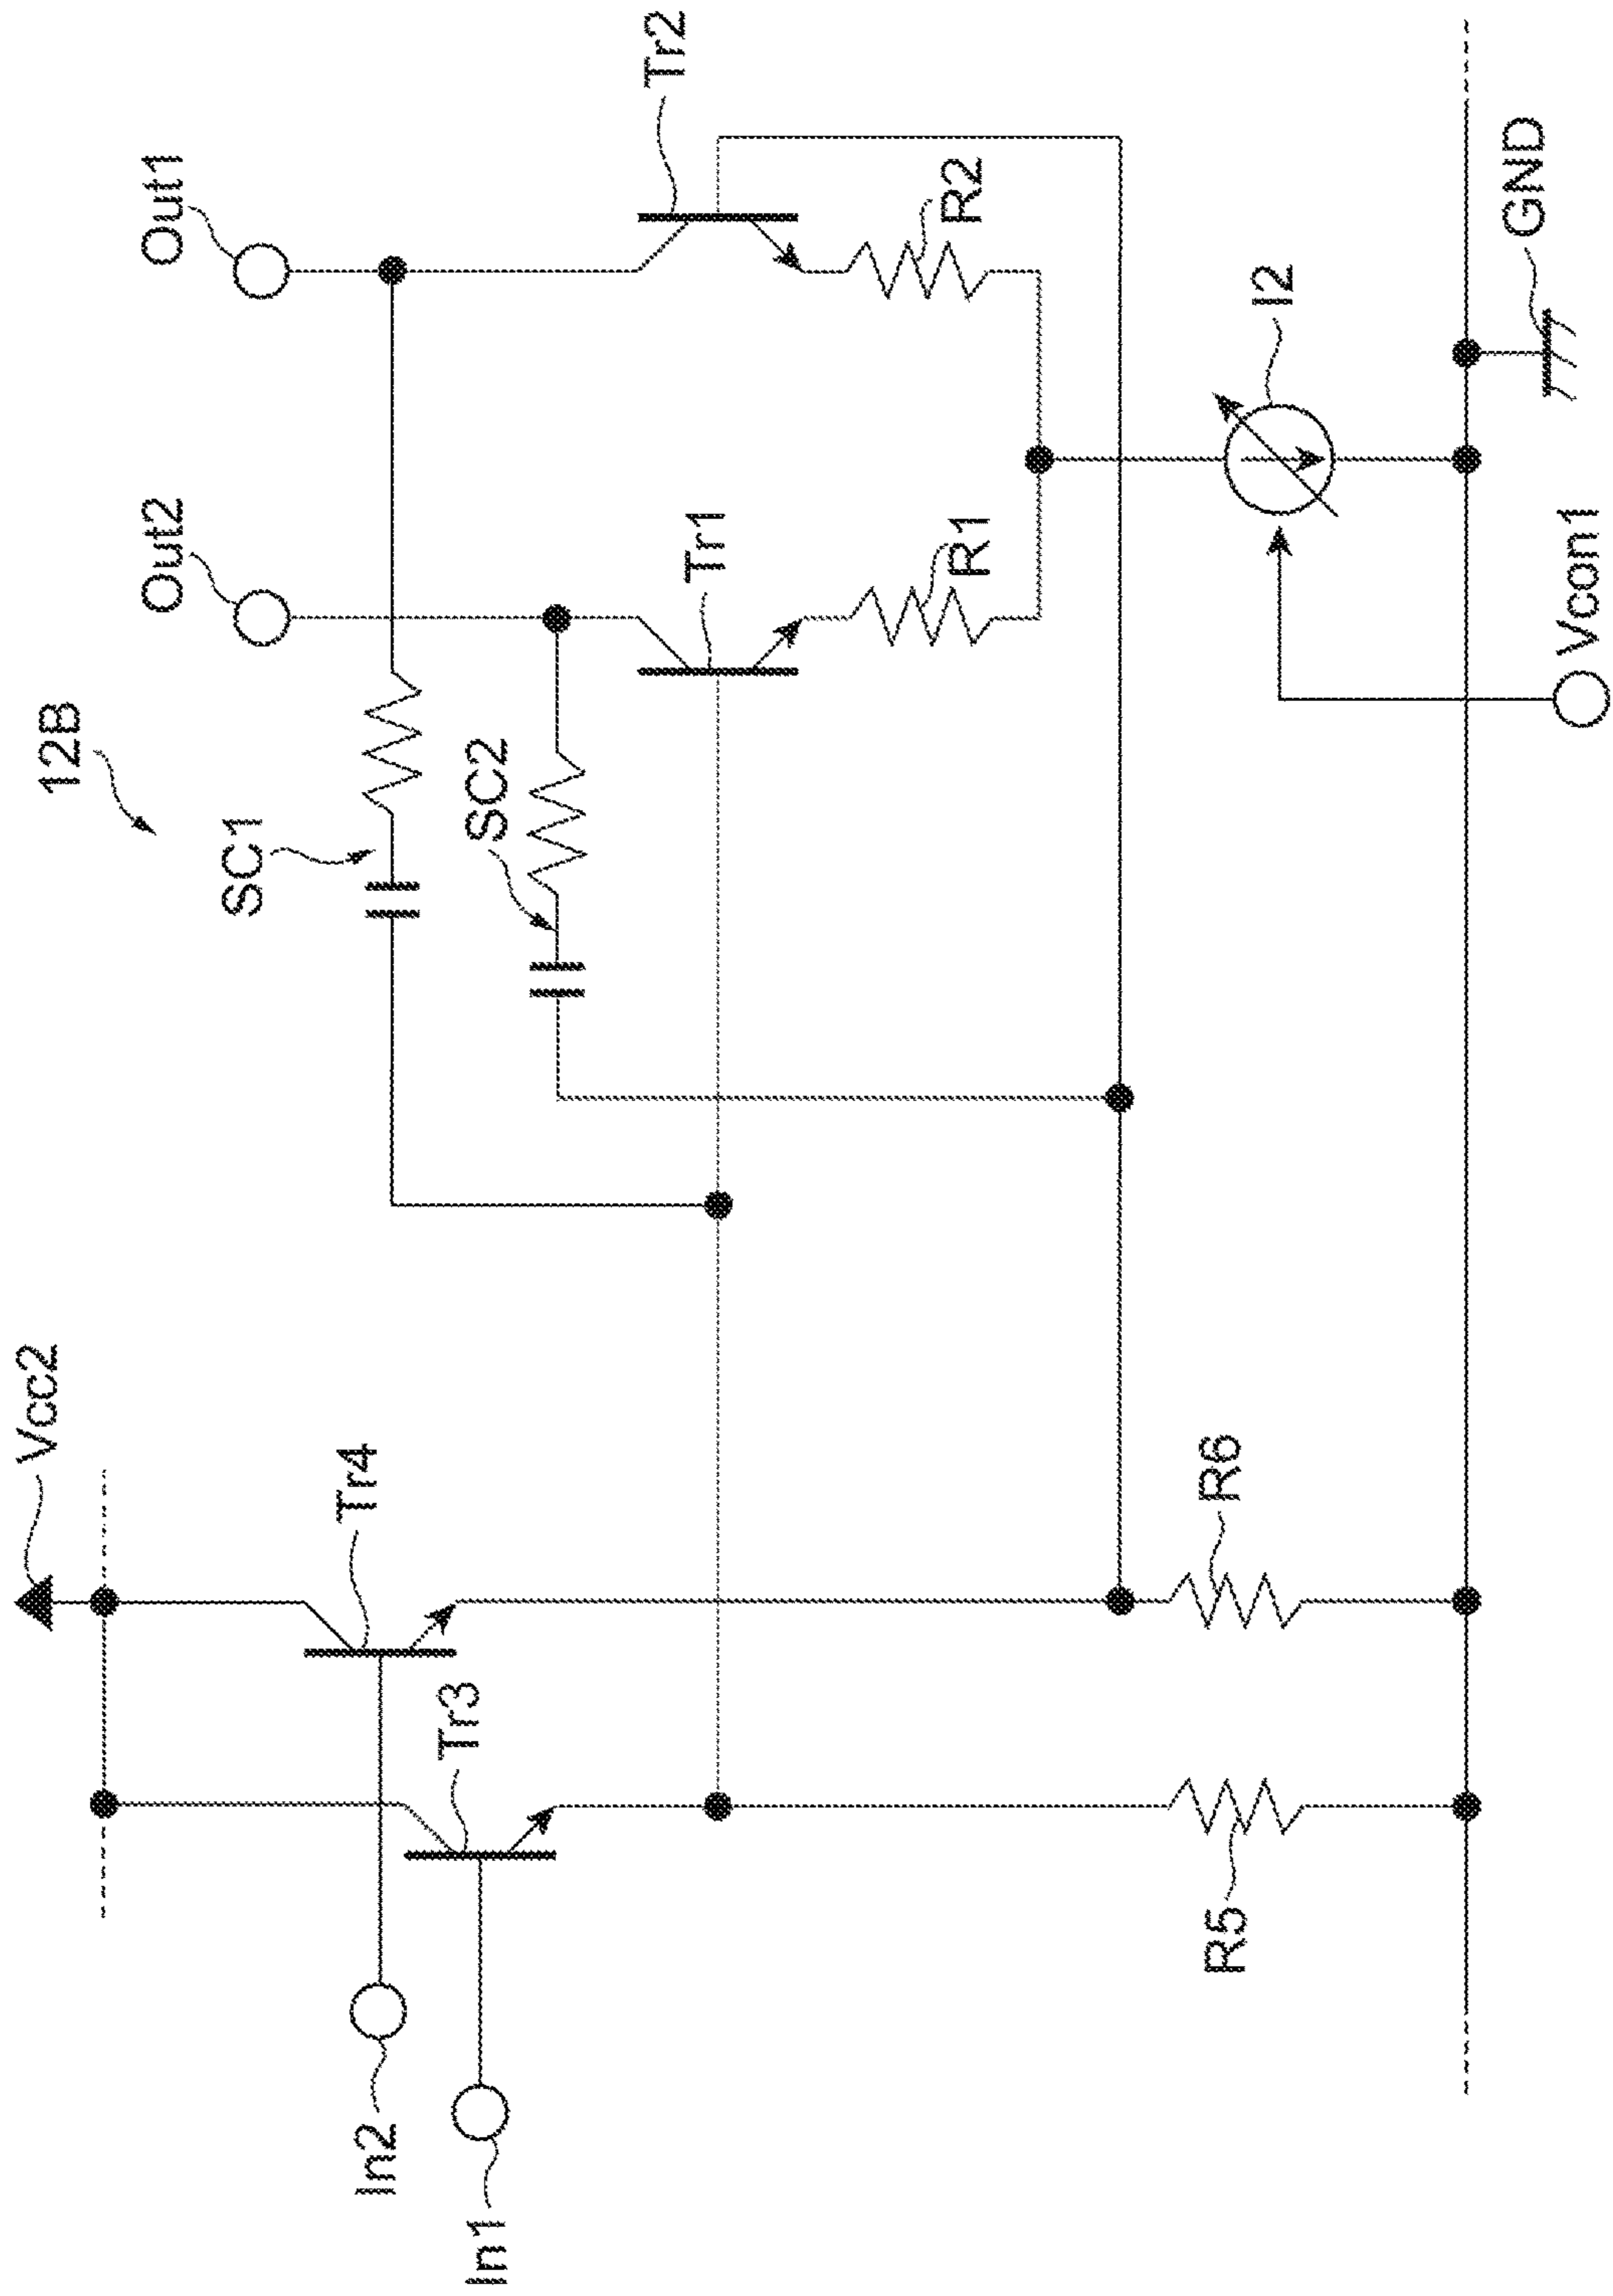 12B
Vcc2
Out2
Out1
SC1
Tr4
In2
SC2
Tr3
In1
Tr1
Tr2
R1
R2
R6
R5
I2
Vcon1
GND